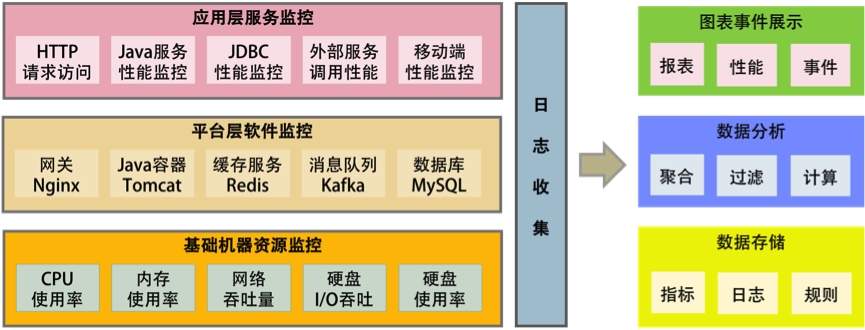 应用层服务监控
HTTP
请求访问
Java服务
性能监控
JDBC
性能监控
外部服务
调用性能
移动端
性能监控
平台层软件监控
网关
Nginx
Java容器
Tomcat
缓存服务
Redis
消息队列
Kafka
数据库
MySQL
基础机器资源监控
CPU
使用率
内存
使用率
网络
吞吐量
硬盘
I/O吞吐
硬盘
使用率
日
志
收
集
图表事件展示
报表
性能
事件
数据分析
聚合
过滤
计算
数据存储
指标
日志
规则